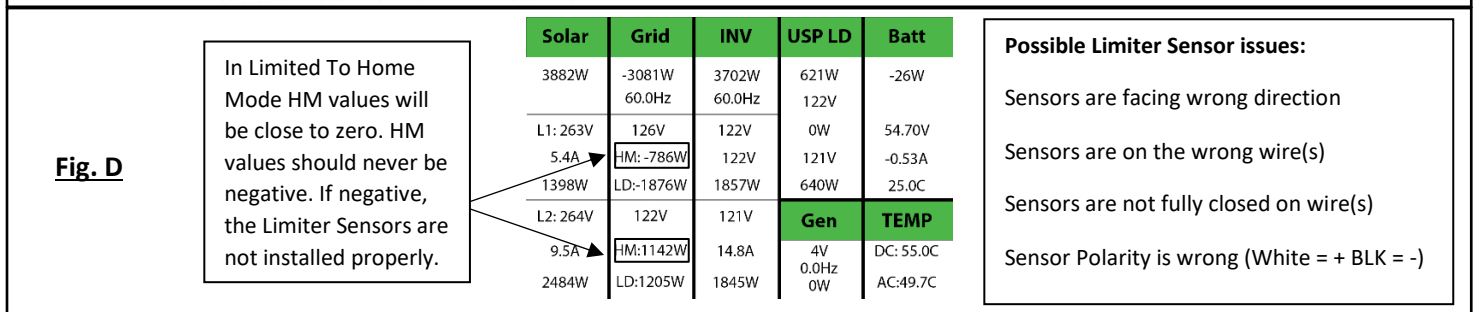 Fig. D
In Limited To Home
Mode HM values will
be close to zero. HM
values should never be
negative. If negative,
the Limiter Sensors are
not installed properly.
Solar Grid INV USP LD Batt
3882W -3081W 3702W 621W -26W
60.0Hz 60.0Hz 122V
L1: 263V 126V 122V 0W 54.70V
5.4A HM: -786W 122V 121V -0.53A
1398W LD:-1876W 1857W 640W 25.0C
L2: 264V 122V 121V Gen TEMP
9.5A HM:1142W 14.8A 4V DC: 55.0C
0.0Hz
2484W LD:1205W 1845W 0W AC:49.7C
Possible Limiter Sensor issues:
Sensors are facing wrong direction
Sensors are on the wrong wire(s)
Sensors are not fully closed on wire(s)
Sensor Polarity is wrong (White = + BLK = -)